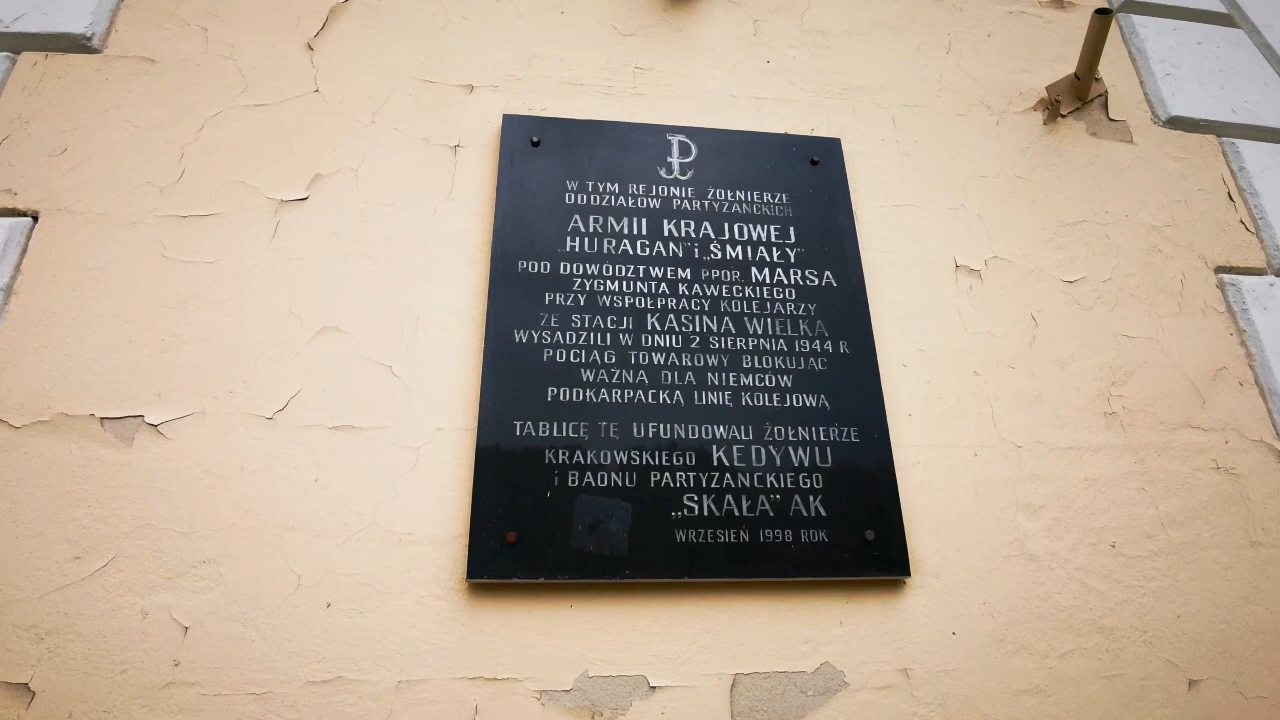 W TYM REJONIE ŻOŁNIERZE
ODDZIAŁÓW PARTYZANCKICH
ARMII KRAJOWEJ
„HURAGAN" i „ŚMIAŁY"
POD DOWÓDZTWEM PPOR. MARSA
ZYGMUNTA KAWECKIEGO
PRZY WSPÓŁPRACY KOLEJARZY
ZE STACJI KASINA WIELKA
WYSADZILI W DNIU 2 SIERPNIA 1944 R
POCIĄG TOWAROWY BLOKUJĄC
WAŻNĄ DLA NIEMCÓW
PODKARPACKĄ LINIĘ KOLEJOWĄ
TABLICĘ TĘ UFUNDOWALI ŻOŁNIERZE
KRAKOWSKIEGO KEDYWU
i BAONU PARTYZANCKIEGO
„SKAŁA" AK
WRZESIEŃ 1998 ROK